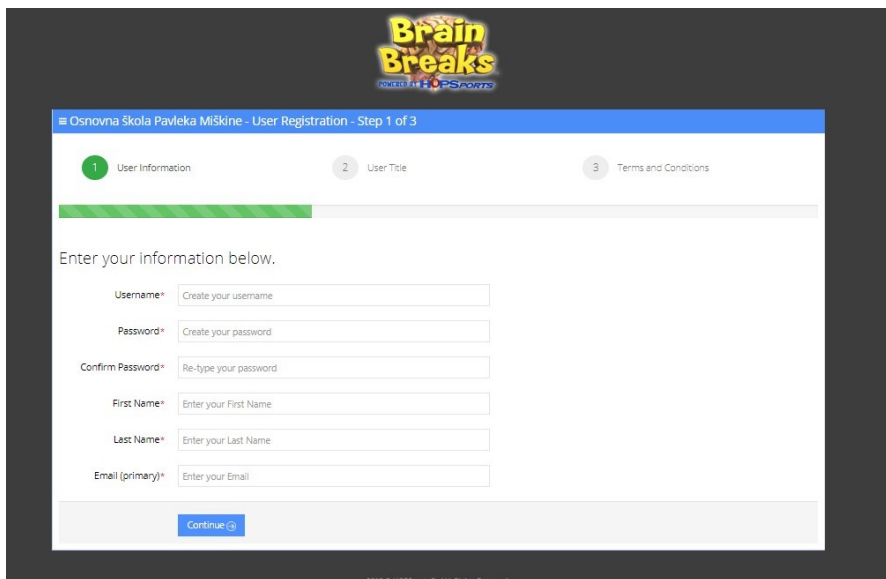 Brain
Breaks
POWERED BY HOPSPORTS
Osnovna škola Pavleka Miškine - User Registration - Step 1 of 3
1 User Information 2 User Title 3 Terms and Conditions
Enter your information below.
Username* Create your username
Password* Create your password
Confirm Password* Re-type your password
First Name* Enter your First Name
Last Name* Enter your Last Name
Email (primary)* Enter your Email
Continue